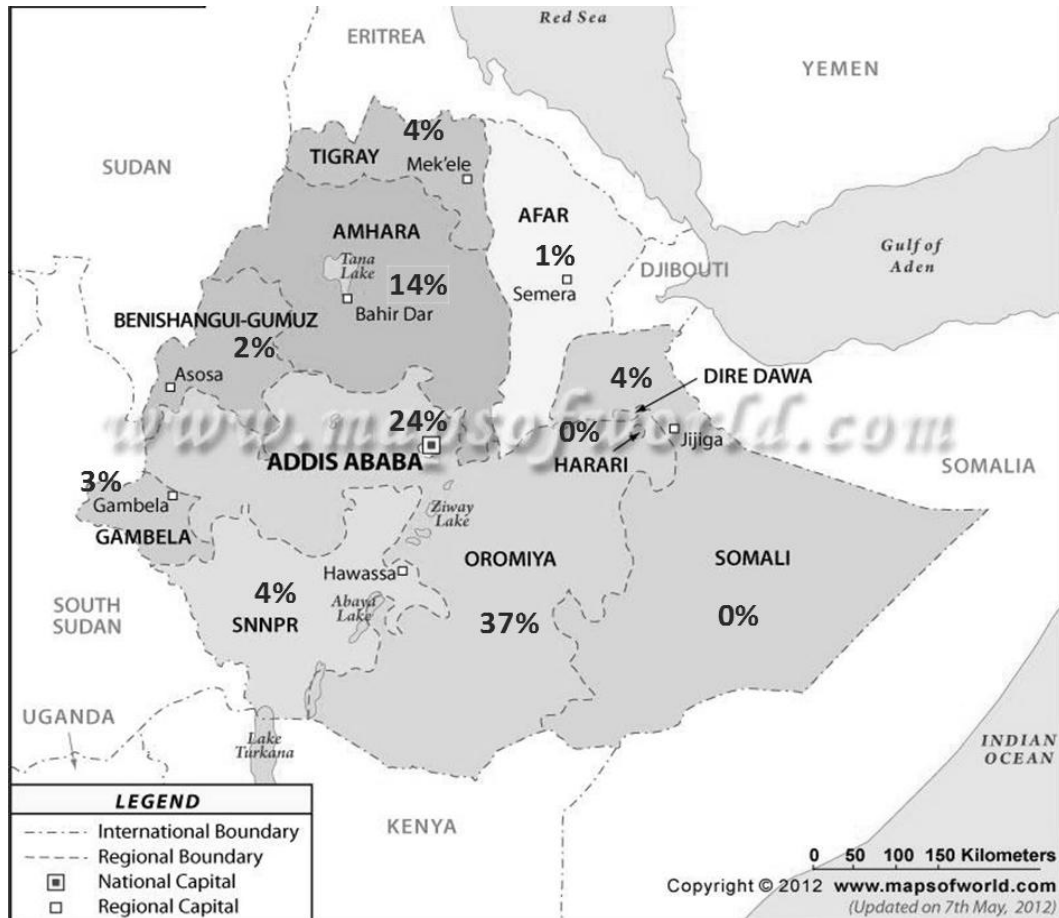 Red Sea
ERITREA
YEMEN
SUDAN
4%
TIGRAY
Mek'ele
AFAR
AMHARA
Tana
Lake
14%
Bahir Dar
1%
Semera
DJIBOUTI
Gulf of
Aden
BENISHANGUI-GUMUZ
2%
Asosa
4%
DIRE DAWA
www.mapsofworld.com
24%
ADDIS ABABA
0%
HARARI
Jijiga
SOMALIA
3%
Gambela
GAMBELA
Ziway
Lake
OROMIYA
SOMALI
Hawassa
4%
Abaya
Lake
SNNPR
37%
0%
SOUTH
SUDAN
UGANDA
Lake
Turkana
INDIAN
OCEAN
KENYA
LEGEND
International Boundary
Regional Boundary
National Capital
Regional Capital
0 50 100 150 Kilometers
Copyright © 2012 www.mapsofworld.com
(Updated on 7th May, 2012)